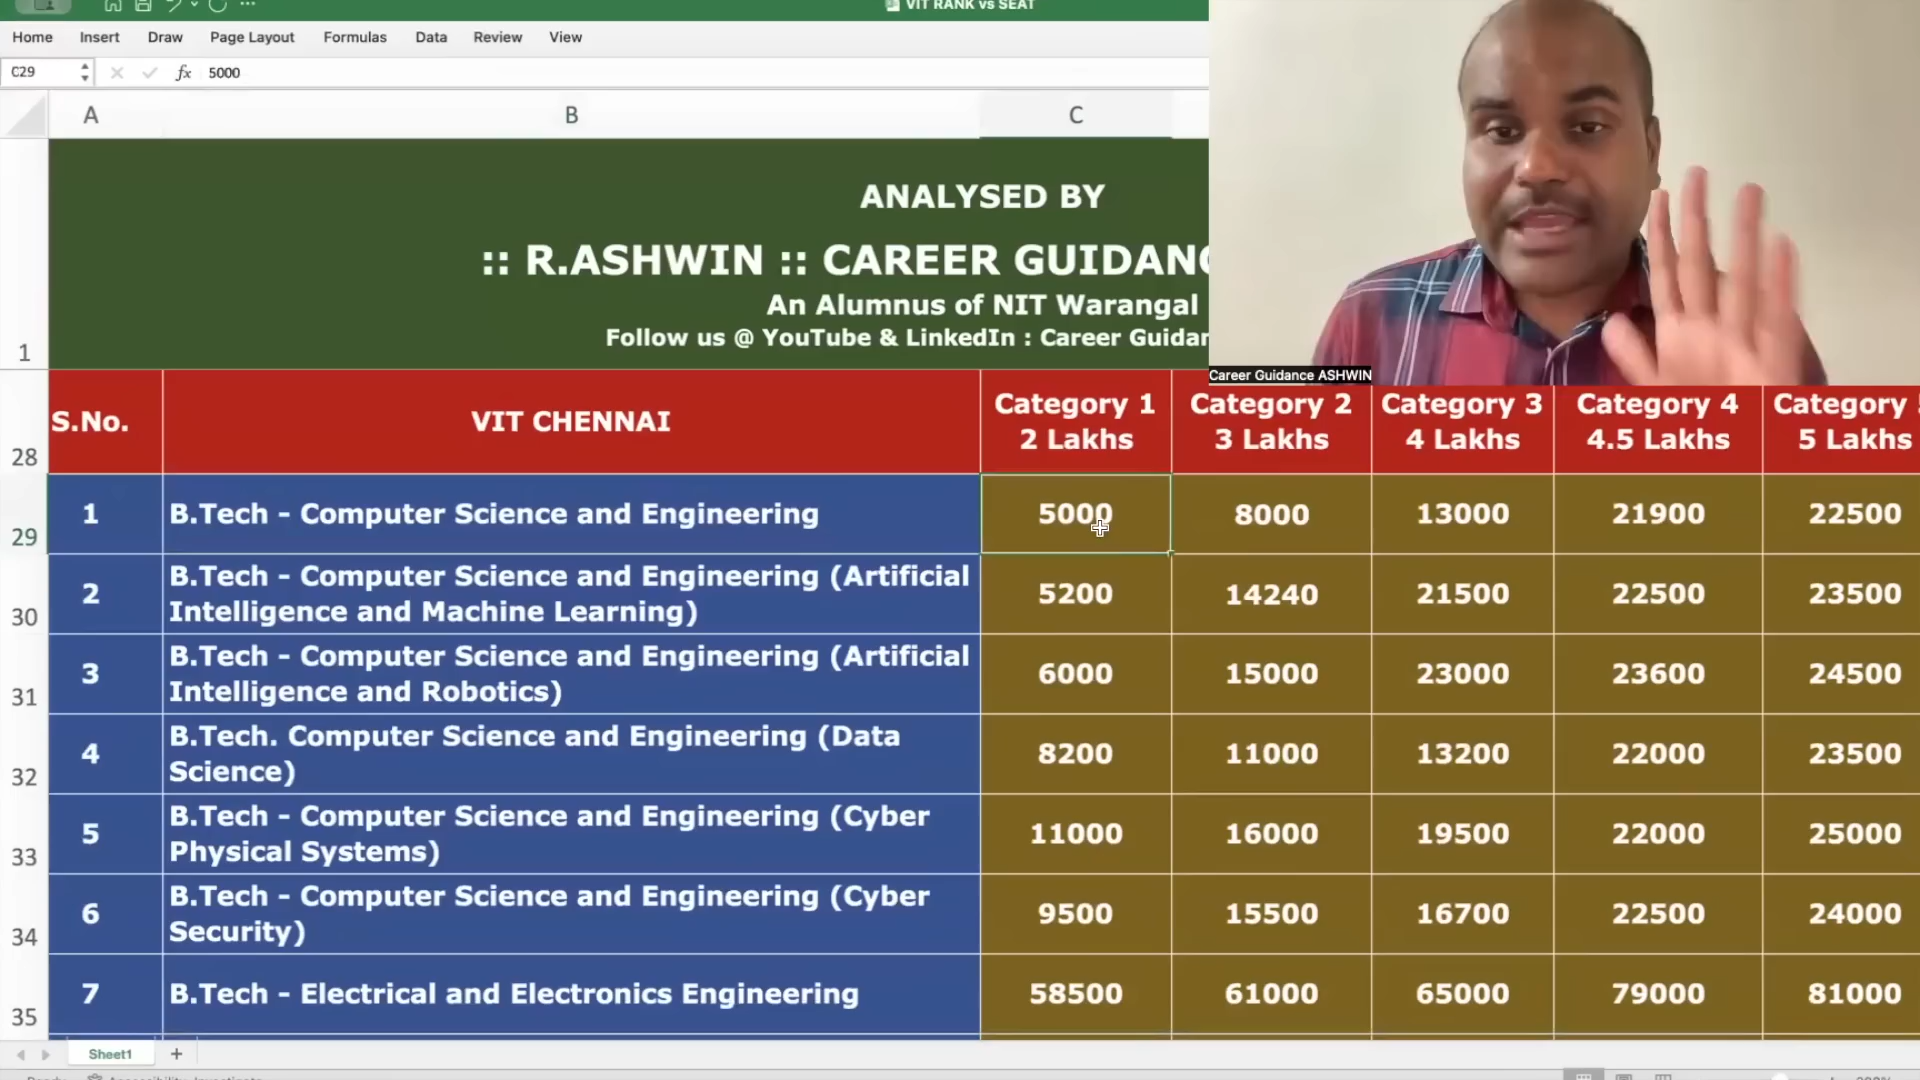 VIT RANK vs SEAT
Home Insert Draw Page Layout Formulas Data Review View
C29 fx 5000
A B C
ANALYSED BY
:: R.ASHWIN :: CAREER
An Alumnus of NIT Warangal
Follow us @ YouTube & LinkedIn : Career
1
Career Guidance ASHWIN
28 S.No. VIT CHENNAI Category 1 2 Lakhs Category 2 3 Lakhs Category 3 4 Lakhs Category 4 4.5 Lakhs Category 5 Lakhs
29 1 B.Tech - Computer Science and Engineering 5000 8000 13000 21900 22500
30 2 B.Tech - Computer Science and Engineering (Artificial
Intelligence and Machine Learning) 5200 14240 21500 22500 23500
31 3 B.Tech - Computer Science and Engineering (Artificial
Intelligence and Robotics) 6000 15000 23000 23600 24500
32 4 B.Tech. Computer Science and Engineering (Data
Science) 8200 11000 13200 22000 23500
33 5 B.Tech - Computer Science and Engineering (Cyber
Physical Systems) 11000 16000 19500 22000 25000
34 6 B.Tech - Computer Science and Engineering (Cyber
Security) 9500 15500 16700 22500 24000
35 7 B.Tech - Electrical and Electronics Engineering 58500 61000 65000 79000 81000
Sheet1 +